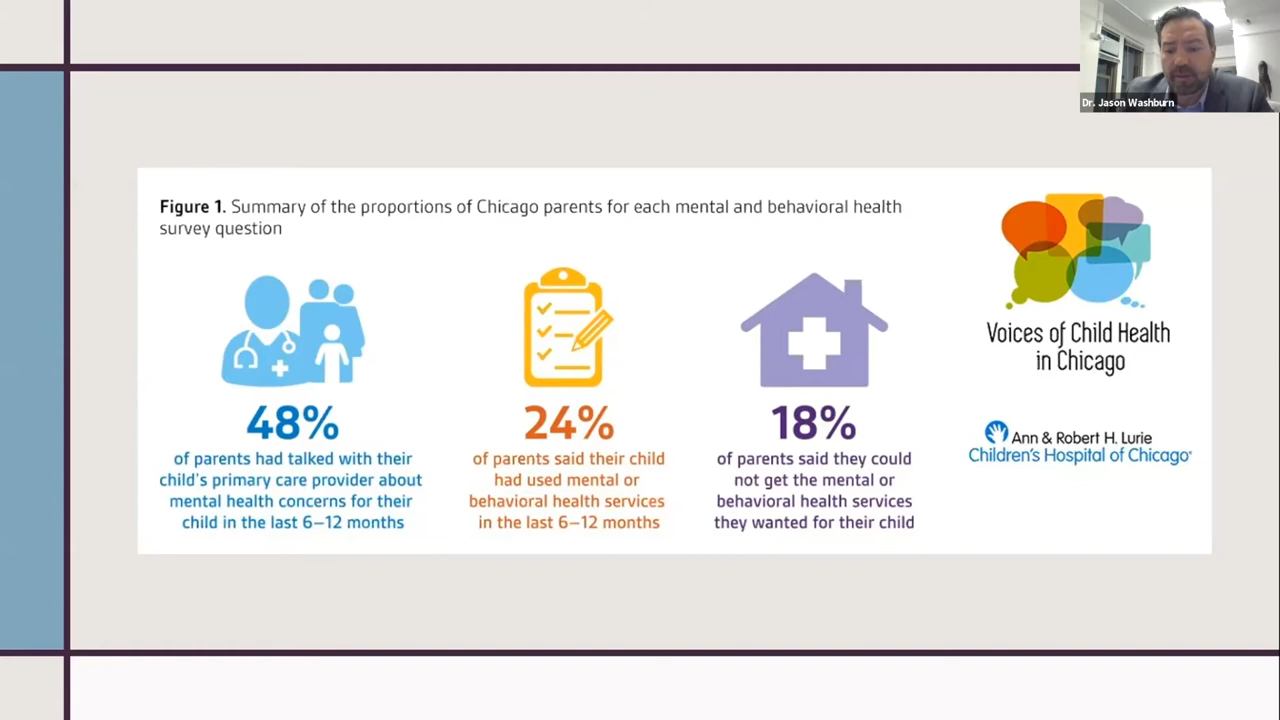 Dr. Jason Washburn
Figure 1. Summary of the proportions of Chicago parents for each mental and behavioral health
survey question
48%
of parents had talked with their
child's primary care provider about
mental health concerns for their
child in the last 6–12 months
24%
of parents said their child
had used mental or
behavioral health services
in the last 6–12 months
18%
of parents said they could
not get the mental or
behavioral health services
they wanted for their child
Voices of Child Health
in Chicago
Ann & Robert H. Lurie
Children's Hospital of Chicago